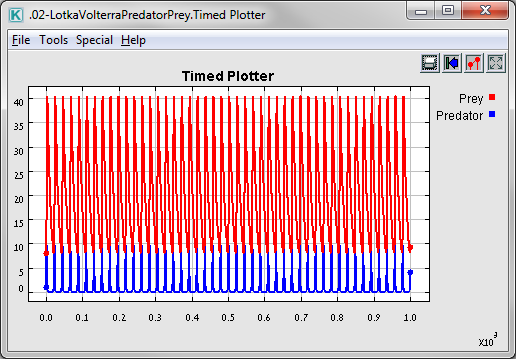 .02-LotkaVolterraPredatorPrey.Timed Plotter
File Tools Special Help
Timed Plotter
Prey
Predator
40
35
30
25
20
15
10
5
0
0.0 0.1 0.2 0.3 0.4 0.5 0.6 0.7 0.8 0.9 1.0
X10³